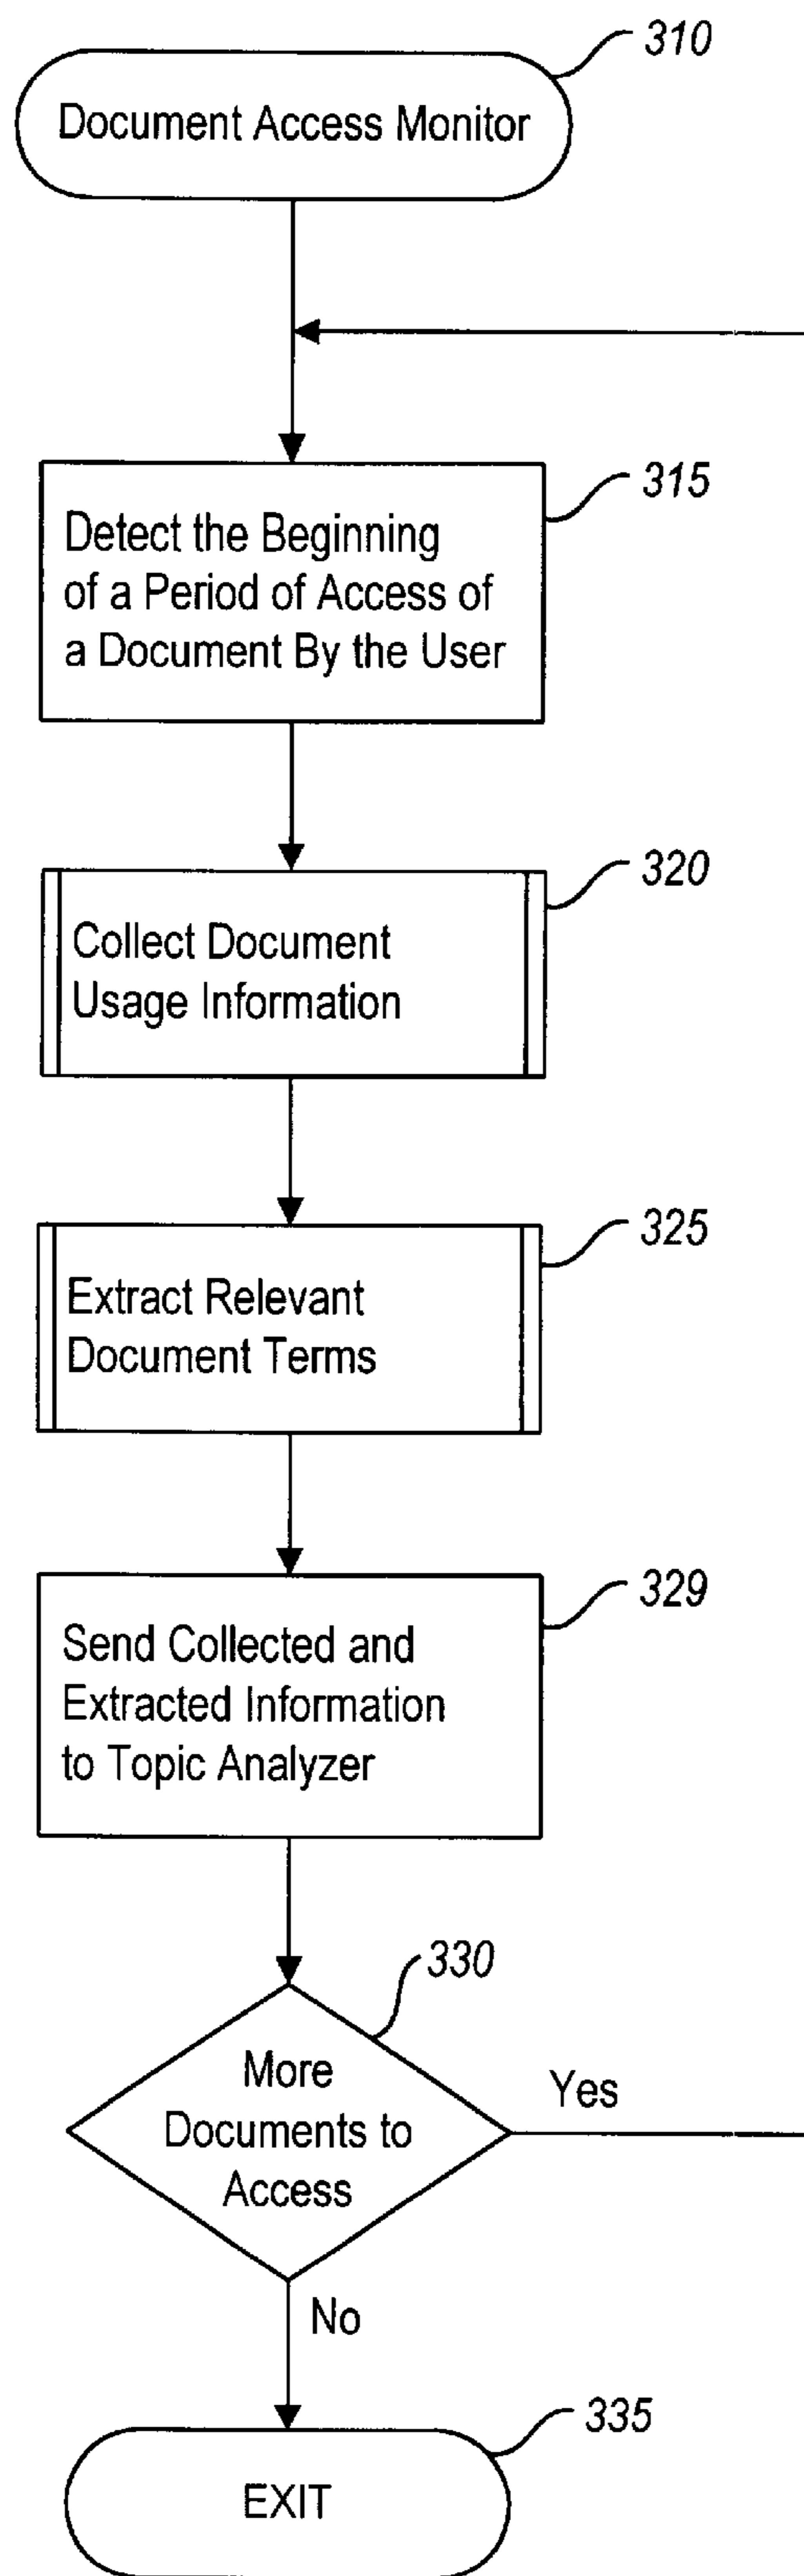 310
Document Access Monitor
315
Detect the Beginning
of a Period of Access of
a Document By the User
320
Collect Document
Usage Information
325
Extract Relevant
Document Terms
329
Send Collected and
Extracted Information
to Topic Analyzer
330
More
Documents to
Access
Yes
No
335
EXIT